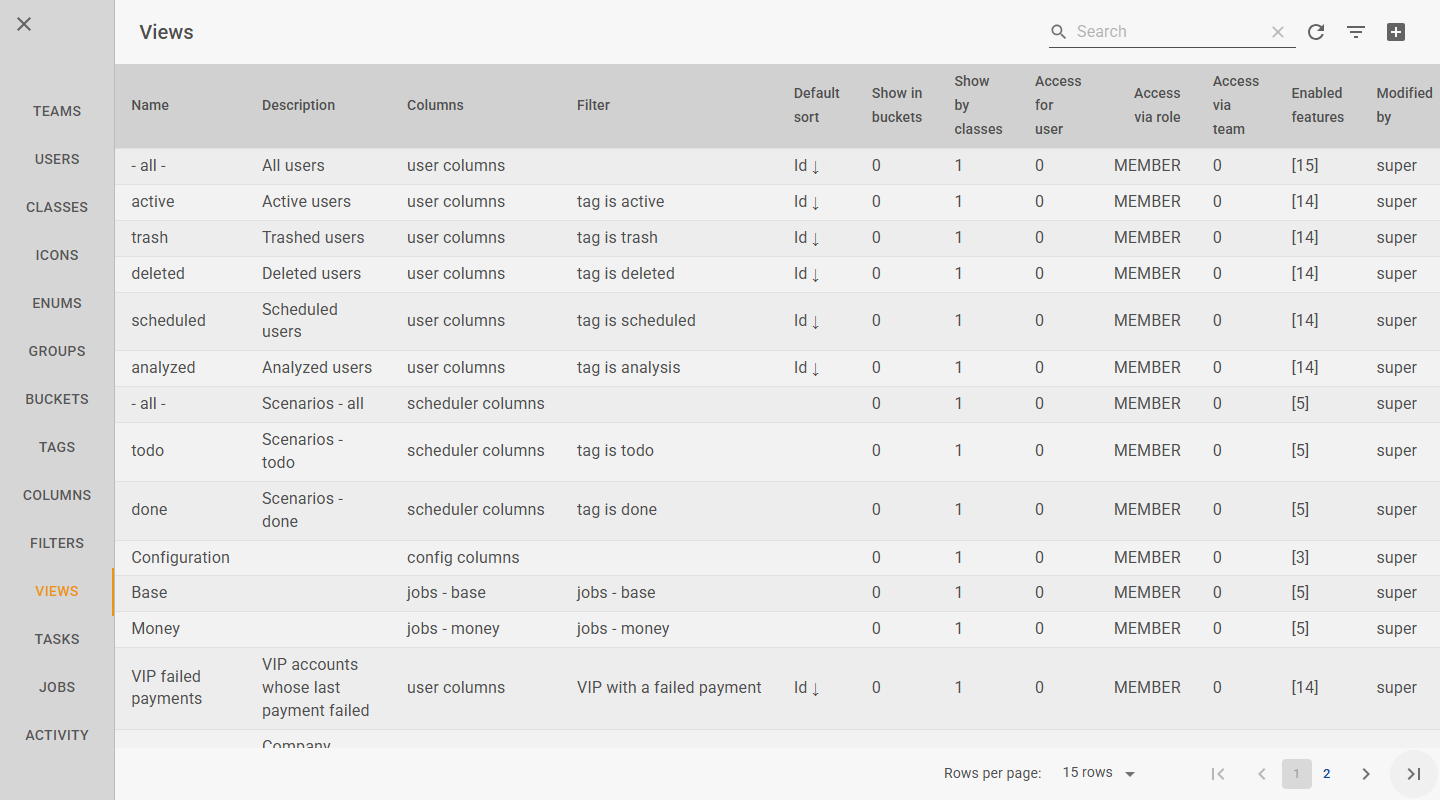 Views
Search
TEAMS
USERS
CLASSES
ICONS
ENUMS
GROUPS
BUCKETS
TAGS
COLUMNS
FILTERS
VIEWS
TASKS
JOBS
ACTIVITY
Name Description Columns Filter Default sort Show in buckets Show by classes Access for user Access via role Access via team Enabled features Modified by
- all - All users user columns Id ↓ 0 1 0 MEMBER 0 [15] super
active Active users user columns tag is active Id ↓ 0 1 0 MEMBER 0 [14] super
trash Trashed users user columns tag is trash Id ↓ 0 1 0 MEMBER 0 [14] super
deleted Deleted users user columns tag is deleted Id ↓ 0 1 0 MEMBER 0 [14] super
scheduled Scheduled users user columns tag is scheduled Id ↓ 0 1 0 MEMBER 0 [14] super
analyzed Analyzed users user columns tag is analysis Id ↓ 0 1 0 MEMBER 0 [14] super
- all - Scenarios - all scheduler columns 0 1 0 MEMBER 0 [5] super
todo Scenarios - todo scheduler columns tag is todo 0 1 0 MEMBER 0 [5] super
done Scenarios - done scheduler columns tag is done 0 1 0 MEMBER 0 [5] super
Configuration config columns 0 1 0 MEMBER 0 [3] super
Base jobs - base jobs - base 0 1 0 MEMBER 0 [5] super
Money jobs - money jobs - money 0 1 0 MEMBER 0 [5] super
VIP failed payments VIP accounts whose last payment failed user columns VIP with a failed payment Id ↓ 0 1 0 MEMBER 0 [14] super
Company
Rows per page: 15 rows 1 2